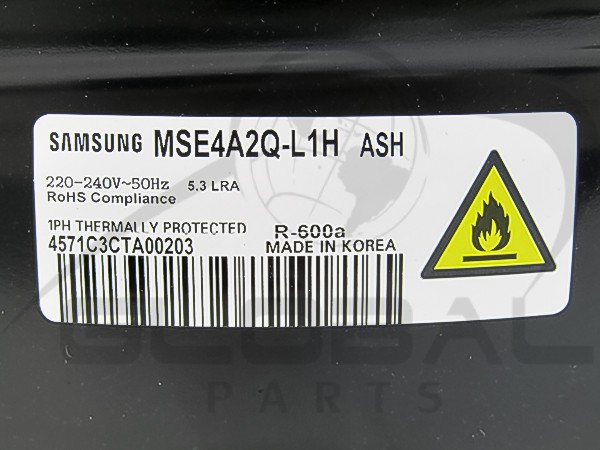 SAMSUNG MSE4A2Q-L1H ASH
220-240V~50Hz 5.3 LRA
RoHS Compliance
1PH THERMALLY PROTECTED R-600a
4571C3CTA00203 MADE IN KOREA
GLOBAL
PARTS